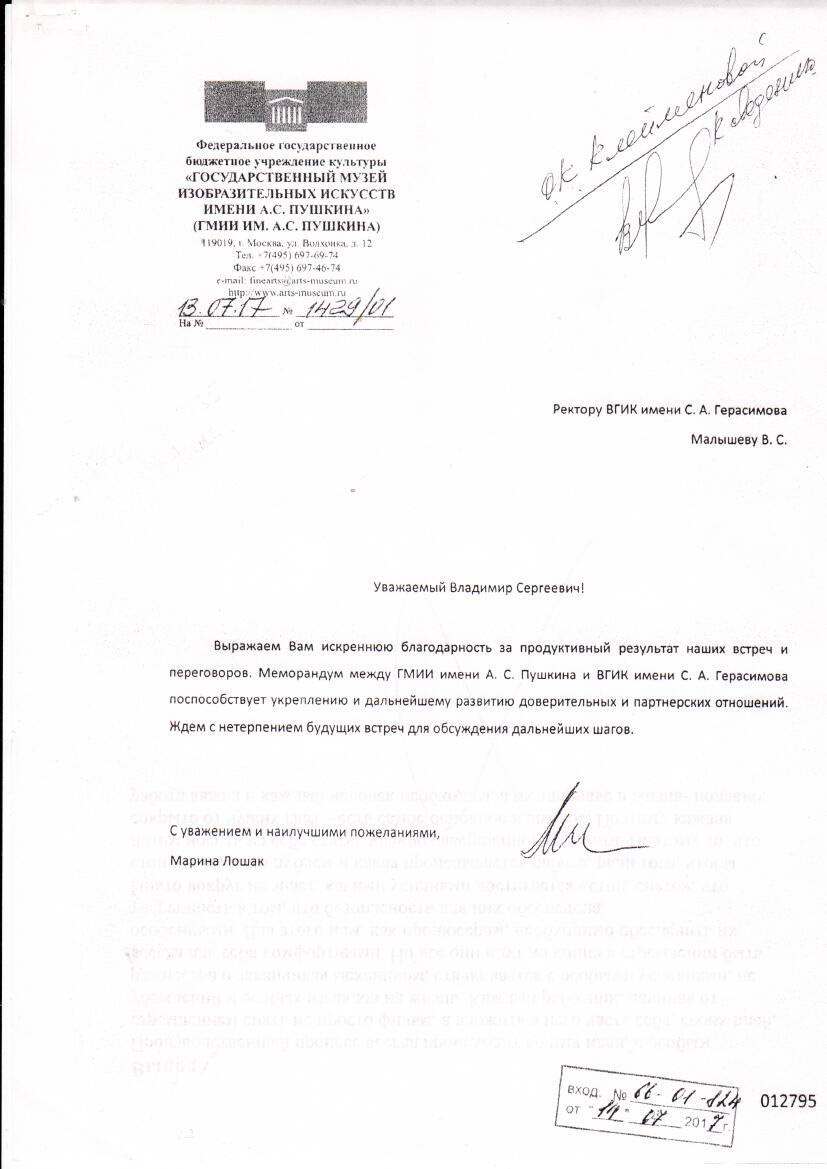 Федеральное государственное
бюджетное учреждение культуры
«ГОСУДАРСТВЕННЫЙ МУЗЕЙ
ИЗОБРАЗИТЕЛЬНЫХ ИСКУССТВ
ИМЕНИ А.С. ПУШКИНА»
(ГМИИ ИМ. А.С. ПУШКИНА)
119019, г. Москва, ул. Волхонка, д. 12
Тел. +7(495) 697-69-74
Факс +7(495) 697-46-74
e-mail: finearts@arts-museum.ru
http://www.arts-museum.ru
13.07.17 № 1429/01
На № от
ОК Клейменовой
к сведению
Ректору ВГИК имени С. А. Герасимова
Малышеву В. С.
Уважаемый Владимир Сергеевич!
Выражаем Вам искреннюю благодарность за продуктивный результат наших встреч и
переговоров. Меморандум между ГМИИ имени А. С. Пушкина и ВГИК имени С. А. Герасимова
поспособствует укреплению и дальнейшему развитию доверительных и партнерских отношений.
Ждем с нетерпением будущих встреч для обсуждения дальнейших шагов.
С уважением и наилучшими пожеланиями,
Марина Лошак
ВХОД. № 66-01-824
от "14" 07 2017 г.
012795